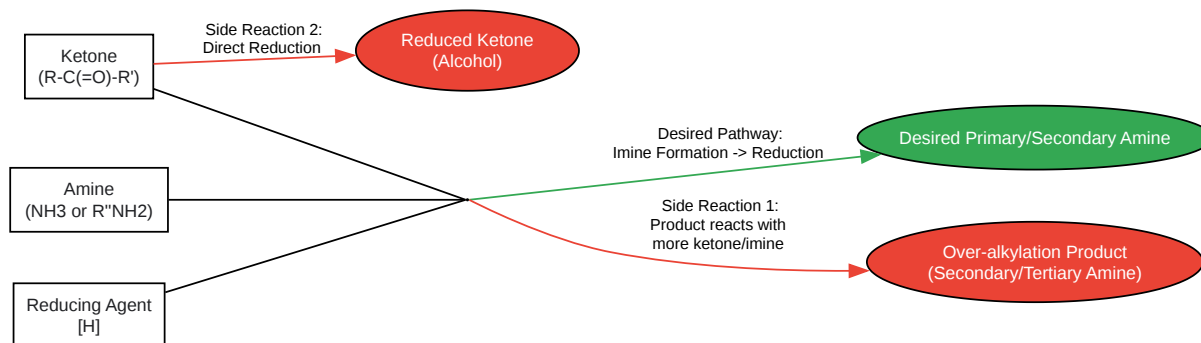 Side Reaction 2:
Direct Reduction
Ketone
(R-C(=O)-R')
Reduced Ketone
(Alcohol)
Desired Pathway:
Imine Formation -> Reduction
Desired Primary/Secondary Amine
Amine
(NH3 or R''NH2)
Side Reaction 1:
Product reacts with
more ketone/imine
Over-alkylation Product
(Secondary/Tertiary Amine)
Reducing Agent
[H]